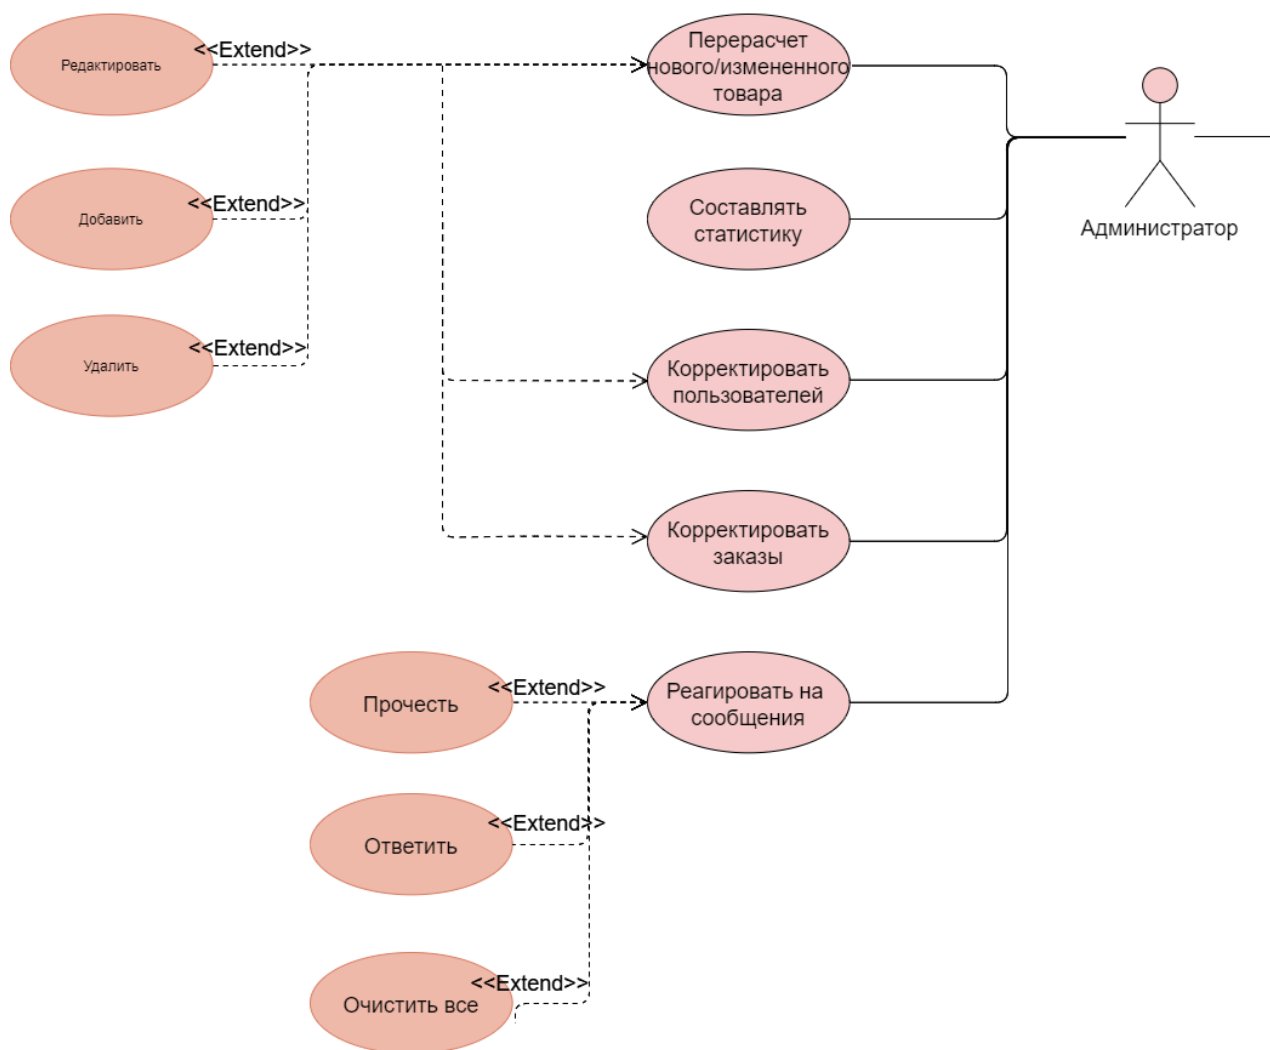 Редактировать
<<Extend>>
Перерасчет
нового/измененного
товара
Администратор
Добавить
<<Extend>>
Составлять
статистику
Удалить
<<Extend>>
Корректировать
пользователей
Корректировать
заказы
Прочесть
<<Extend>>
Реагировать на
сообщения
Ответить
<<Extend>>
Очистить все
<<Extend>>